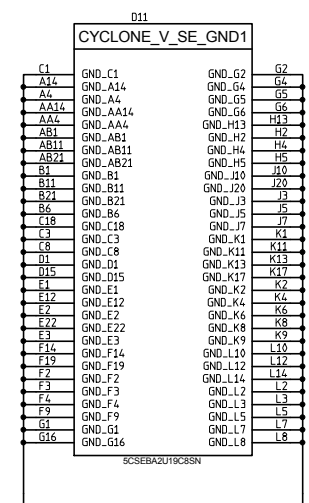 D11
CYCLONE_V_SE_GND1
C1 GND_C1 GND_G2 G2
A14 GND_A14 GND_G4 G4
A4 GND_A4 GND_G5 G5
AA14 GND_AA14 GND_G6 G6
AA4 GND_AA4 GND_H13 H13
AB1 GND_AB1 GND_H2 H2
AB11 GND_AB11 GND_H4 H4
AB21 GND_AB21 GND_H5 H5
B1 GND_B1 GND_J10 J10
B11 GND_B11 GND_J20 J20
B21 GND_B21 GND_J3 J3
B6 GND_B6 GND_J5 J5
C18 GND_C18 GND_J7 J7
C3 GND_C3 GND_K1 K1
C8 GND_C8 GND_K11 K11
D1 GND_D1 GND_K13 K13
D15 GND_D15 GND_K17 K17
E1 GND_E1 GND_K2 K2
E12 GND_E12 GND_K4 K4
E2 GND_E2 GND_K6 K6
E22 GND_E22 GND_K8 K8
E3 GND_E3 GND_K9 K9
F14 GND_F14 GND_L10 L10
F19 GND_F19 GND_L12 L12
F2 GND_F2 GND_L14 L14
F3 GND_F3 GND_L2 L2
F4 GND_F4 GND_L3 L3
F9 GND_F9 GND_L5 L5
G1 GND_G1 GND_L7 L7
G16 GND_G16 GND_L8 L8
5CSEBA2U19C8SN